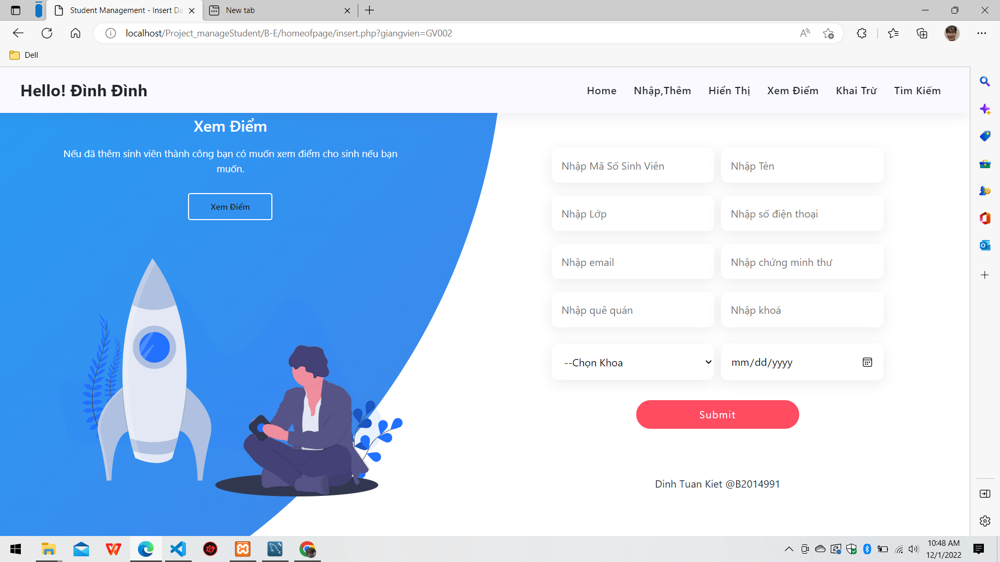 Student Management - Insert Da
New tab
localhost/Project_manageStudent/B-E/homeofpage/insert.php?giangvien=GV002
Dell
Hello! Đình Đình
Home
Nhập,Thêm
Hiển Thị
Xem Điểm
Khai Trừ
Tìm Kiếm
Xem Điểm
Nếu đã thêm sinh viên thành công bạn có muốn xem điểm cho sinh nếu bạn
muốn.
Xem Điểm
Nhập Mã Số Sinh Viên
Nhập Tên
Nhập Lớp
Nhập số điện thoại
Nhập email
Nhập chứng minh thư
Nhập quê quán
Nhập khoá
--Chọn Khoa
mm/dd/yyyy
Submit
Dinh Tuan Kiet @B2014991
10:48 AM
12/1/2022